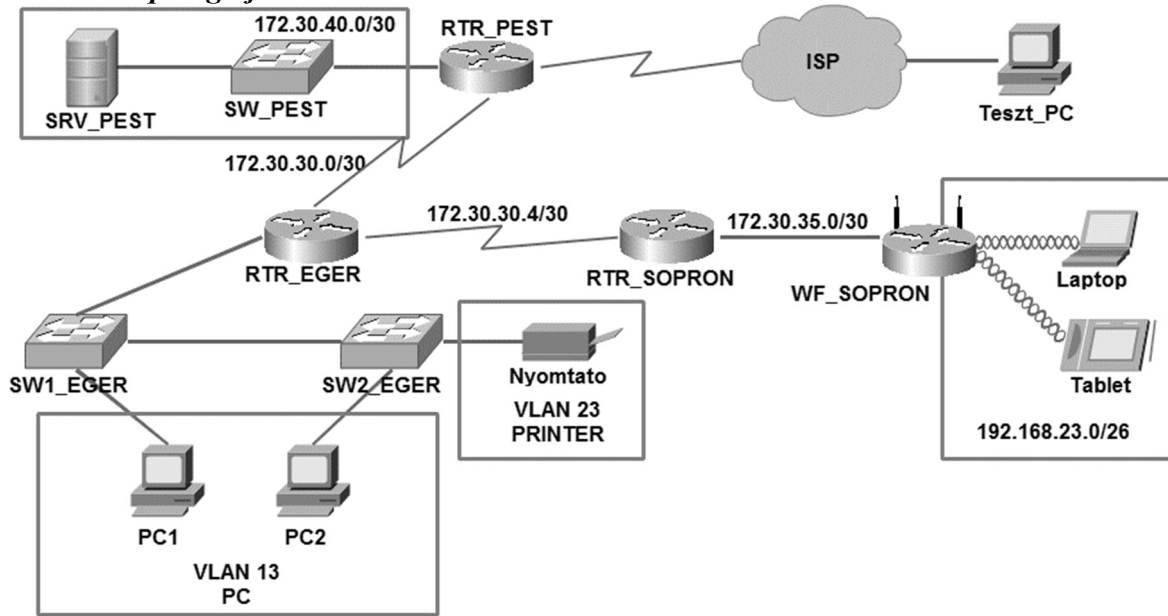 172.30.40.0/30
RTR_PEST
ISP
SRV_PEST
SW_PEST
Teszt_PC
172.30.30.0/30
172.30.30.4/30
172.30.35.0/30
RTR_EGER
RTR_SOPRON
WF_SOPRON
Laptop
SW1_EGER
SW2_EGER
Nyomtato
Tablet
VLAN 23
PRINTER
192.168.23.0/26
PC1
PC2
VLAN 13
PC